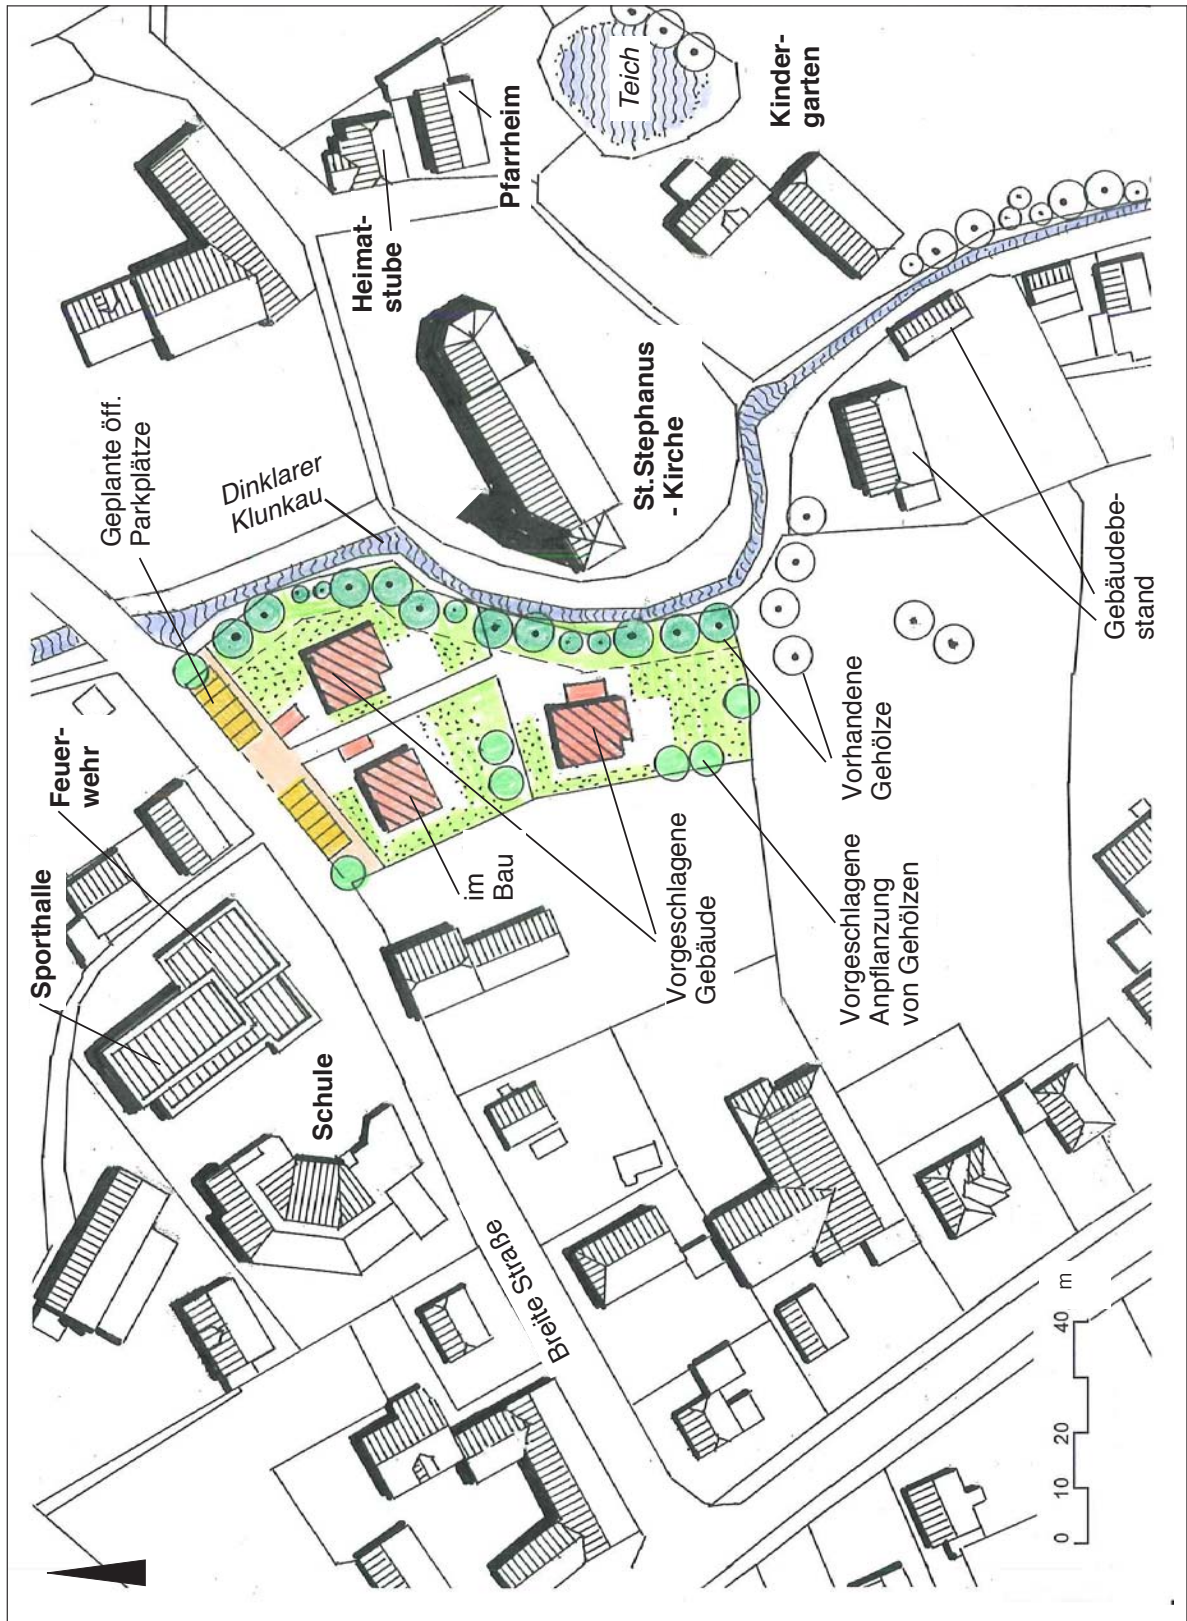 Sporthalle
Feuer-
wehr
Geplante öff.
Parkplätze
Dinklarer
Klunkau
Heimat-
stube
Pfarrheim
Teich
Kinder-
garten
St.Stephanus
- Kirche
Schule
im
Bau
Breite Straße
Vorgeschlagene
Gebäude
Vorgeschlagene
Anpflanzung
von Gehölzen
Vorhandene
Gehölze
Gebäudebe-
stand
0 10 20 40 m